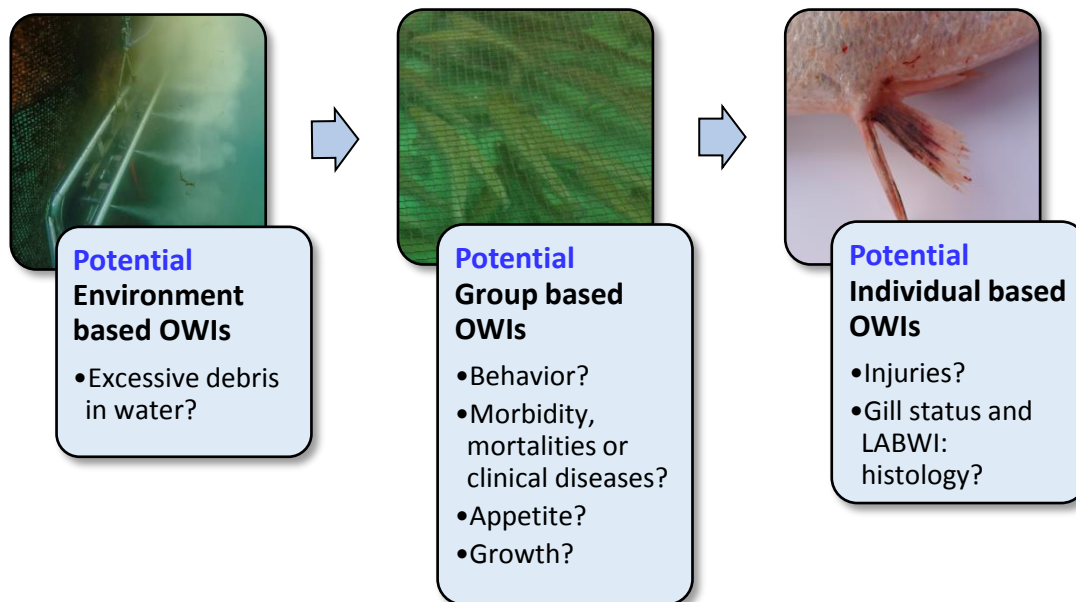 Potential
Environment
based OWIs
•Excessive debris
in water?
Potential
Group based
OWIs
•Behavior?
•Morbidity,
mortalities or
clinical diseases?
•Appetite?
•Growth?
Potential
Individual based
OWIs
•Injuries?
•Gill status and
LABWI:
histology?